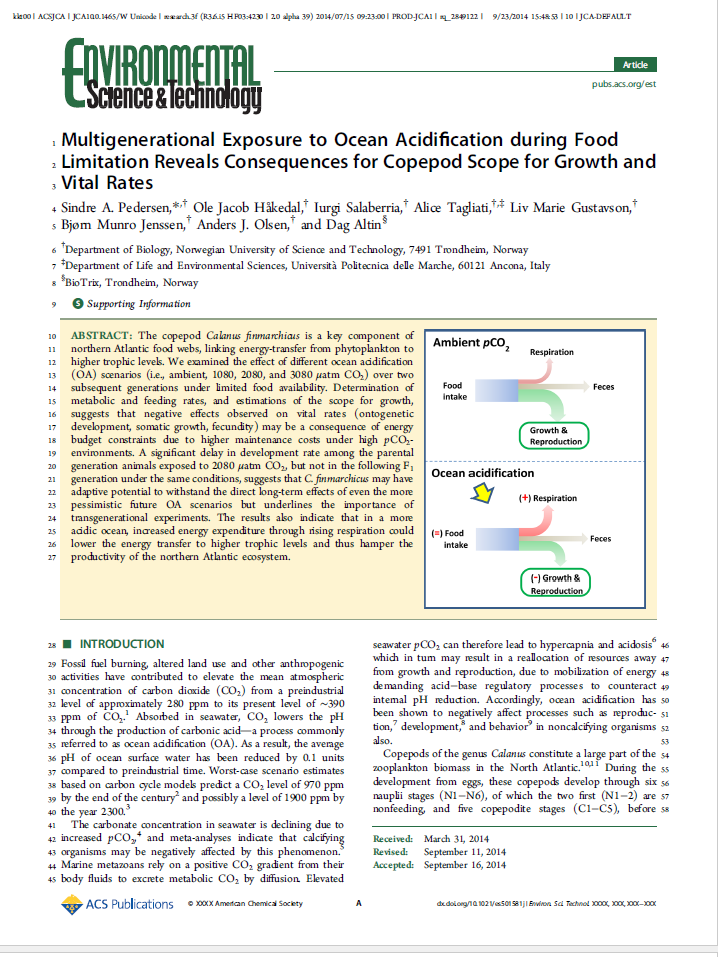 kkt00 | ACSJCA | JCA10.0.1465/W Unicode | research.3f (R3.6.i5 HF03:4230 | 2.0 alpha 39) 2014/07/15 09:23:00 | PROD-JCA1 | rq_2849122 | 9/23/2014 15:48:53 | 10 | JCA-DEFAULT
ENVIRONMENTAL
Science & Technology
Article
pubs.acs.org/est
1 Multigenerational Exposure to Ocean Acidification during Food
2 Limitation Reveals Consequences for Copepod Scope for Growth and
3 Vital Rates
4 Sindre A. Pedersen,*,† Ole Jacob Håkedal,† Iurgi Salaberria,† Alice Tagliati,†,‡ Liv Marie Gustavson,†
5 Bjørn Munro Jenssen,† Anders J. Olsen,† and Dag Altin§
6 †Department of Biology, Norwegian University of Science and Technology, 7491 Trondheim, Norway
7 ‡Department of Life and Environmental Sciences, Università Politecnica delle Marche, 60121 Ancona, Italy
8 §BioTrix, Trondheim, Norway
9 S Supporting Information
10 ABSTRACT: The copepod Calanus finmarchicus is a key component of
11 northern Atlantic food webs, linking energy-transfer from phytoplankton to
12 higher trophic levels. We examined the effect of different ocean acidification
13 (OA) scenarios (i.e., ambient, 1080, 2080, and 3080 μatm CO2) over two
14 subsequent generations under limited food availability. Determination of
15 metabolic and feeding rates, and estimations of the scope for growth,
16 suggests that negative effects observed on vital rates (ontogenetic
17 development, somatic growth, fecundity) may be a consequence of energy
18 budget constraints due to higher maintenance costs under high pCO2-
19 environments. A significant delay in development rate among the parental
20 generation animals exposed to 2080 μatm CO2, but not in the following F1
21 generation under the same conditions, suggests that C. finmarchicus may have
22 adaptive potential to withstand the direct long-term effects of even the more
23 pessimistic future OA scenarios but underlines the importance of
24 transgenerational experiments. The results also indicate that in a more
25 acidic ocean, increased energy expenditure through rising respiration could
26 lower the energy transfer to higher trophic levels and thus hamper the
27 productivity of the northern Atlantic ecosystem.
Ambient pCO2
Respiration
Food
intake
Feces
Growth &
Reproduction
Ocean acidification
(+) Respiration
(=) Food
intake
Feces
(-) Growth &
Reproduction
28 ■ INTRODUCTION
29 Fossil fuel burning, altered land use and other anthropogenic
30 activities have contributed to elevate the mean atmospheric
31 concentration of carbon dioxide (CO2) from a preindustrial
32 level of approximately 280 ppm to its present level of ~390
33 ppm of CO2.1 Absorbed in seawater, CO2 lowers the pH
34 through the production of carbonic acid—a process commonly
35 referred to as ocean acidification (OA). As a result, the average
36 pH of ocean surface water has been reduced by 0.1 units
37 compared to preindustrial time. Worst-case scenario estimates
38 based on carbon cycle models predict a CO2 level of 970 ppm
39 by the end of the century2 and possibly a level of 1900 ppm by
40 the year 2300.3
41 The carbonate concentration in seawater is declining due to
42 increased pCO2,4 and meta-analyses indicate that calcifying
43 organisms may be negatively affected by this phenomenon.5
44 Marine metazoans rely on a positive CO2 gradient from their
45 body fluids to excrete metabolic CO2 by diffusion. Elevated
seawater pCO2 can therefore lead to hypercapnia and acidosis6 46
which in turn may result in a reallocation of resources away 47
from growth and reproduction, due to mobilization of energy 48
demanding acid–base regulatory processes to counteract 49
internal pH reduction. Accordingly, ocean acidification has 50
been shown to negatively affect processes such as reproduc- 51
tion,7 development,8 and behavior9 in noncalcifying organisms 52
also. 53
Copepods of the genus Calanus constitute a large part of the 54
zooplankton biomass in the North Atlantic.10,11 During the 55
development from eggs, these copepods develop through six 56
nauplii stages (N1–N6), of which the two first (N1–2) are 57
nonfeeding, and five copepodite stages (C1–C5), before 58
Received: March 31, 2014
Revised: September 11, 2014
Accepted: September 16, 2014
ACS Publications
© XXXX American Chemical Society
A
dx.doi.org/10.1021/es501581j | Environ. Sci. Technol. XXXX, XXX, XXX−XXX